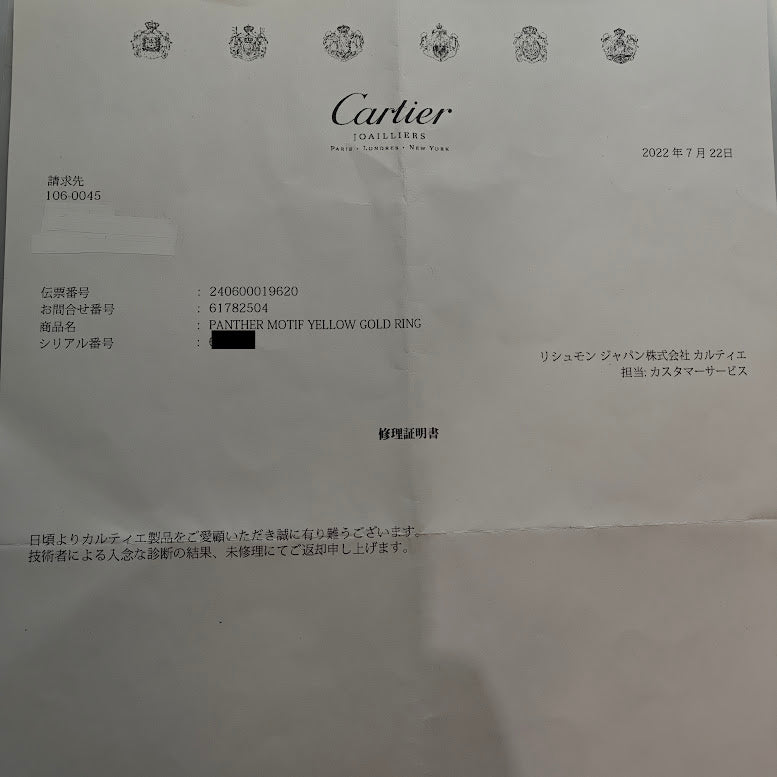 Cartier
JOAILLIERS
PARIS • LONDRES • NEW YORK
2022年7月22日
請求先
106-0045
伝票番号 : 240600019620
お問合せ番号 : 61782504
商品名 : PANTHER MOTIF YELLOW GOLD RING
シリアル番号 :
リシュモン ジャパン株式会社 カルティエ
担当: カスタマーサービス
修理証明書
日頃よりカルティエ製品をご愛顧いただき誠に有り難うございます。
技術者による入念な診断の結果、未修理にてご返却申し上げます。